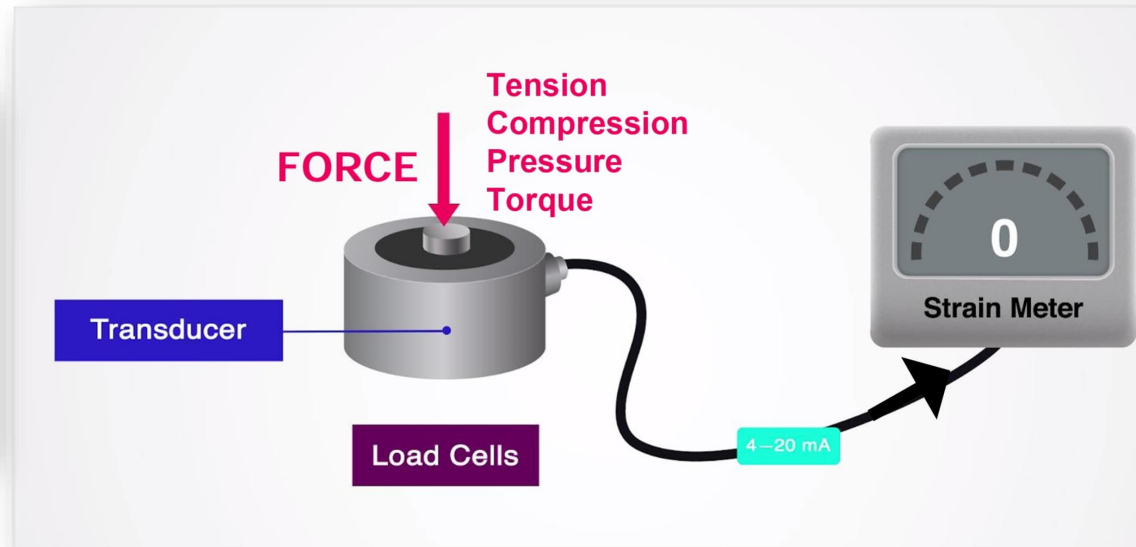 Tension
Compression
Pressure
Torque
FORCE
0
Strain Meter
Transducer
Load Cells
4–20 mA